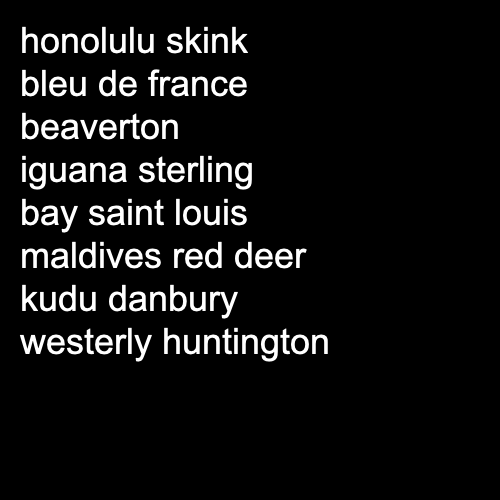 honolulu skink
bleu de france
beaverton
iguana sterling
bay saint louis
maldives red deer
kudu danbury
westerly huntington